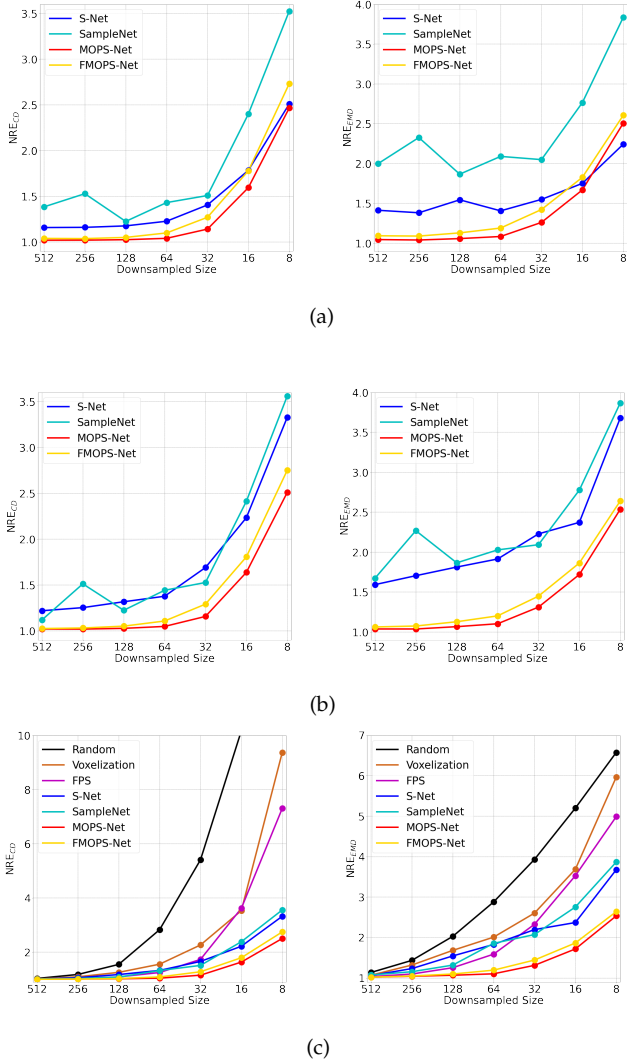 S-Net
SampleNet
MOPS-Net
FMOPS-Net
3.5
3.0
2.5
2.0
1.5
1.0
NRE_CD
512 256 128 64 32 16 8
Downsampled Size
S-Net
SampleNet
MOPS-Net
FMOPS-Net
4.0
3.5
3.0
2.5
2.0
1.5
1.0
NRE_EMD
512 256 128 64 32 16 8
Downsampled Size
(a)
S-Net
SampleNet
MOPS-Net
FMOPS-Net
3.5
3.0
2.5
2.0
1.5
1.0
NRE_CD
512 256 128 64 32 16 8
Downsampled Size
S-Net
SampleNet
MOPS-Net
FMOPS-Net
4.0
3.5
3.0
2.5
2.0
1.5
1.0
NRE_EMD
512 256 128 64 32 16 8
Downsampled Size
(b)
Random
Voxelization
FPS
S-Net
SampleNet
MOPS-Net
FMOPS-Net
10
8
6
4
2
NRE_CD
512 256 128 64 32 16 8
Downsampled Size
Random
Voxelization
FPS
S-Net
SampleNet
MOPS-Net
FMOPS-Net
7
6
5
4
3
2
1
NRE_EMD
512 256 128 64 32 16 8
Downsampled Size
(c)